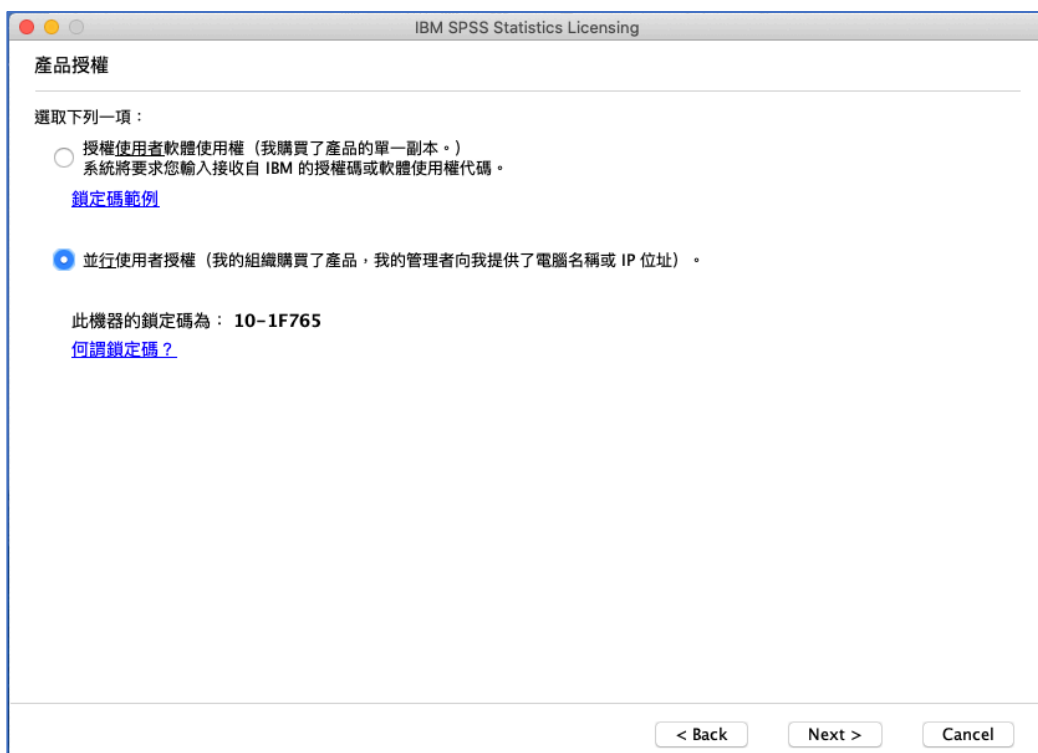 IBM SPSS Statistics Licensing
產品授權
選取下列一項：
授權使用者軟體使用權（我購買了產品的單一副本。）
系統將要求您輸入接收自 IBM 的授權碼或軟體使用權代碼。
鎖定碼範例
並行使用者授權（我的組織購買了產品，我的管理者向我提供了電腦名稱或 IP 位址）。
此機器的鎖定碼為： 10-1F765
何謂鎖定碼？
< Back Next > Cancel